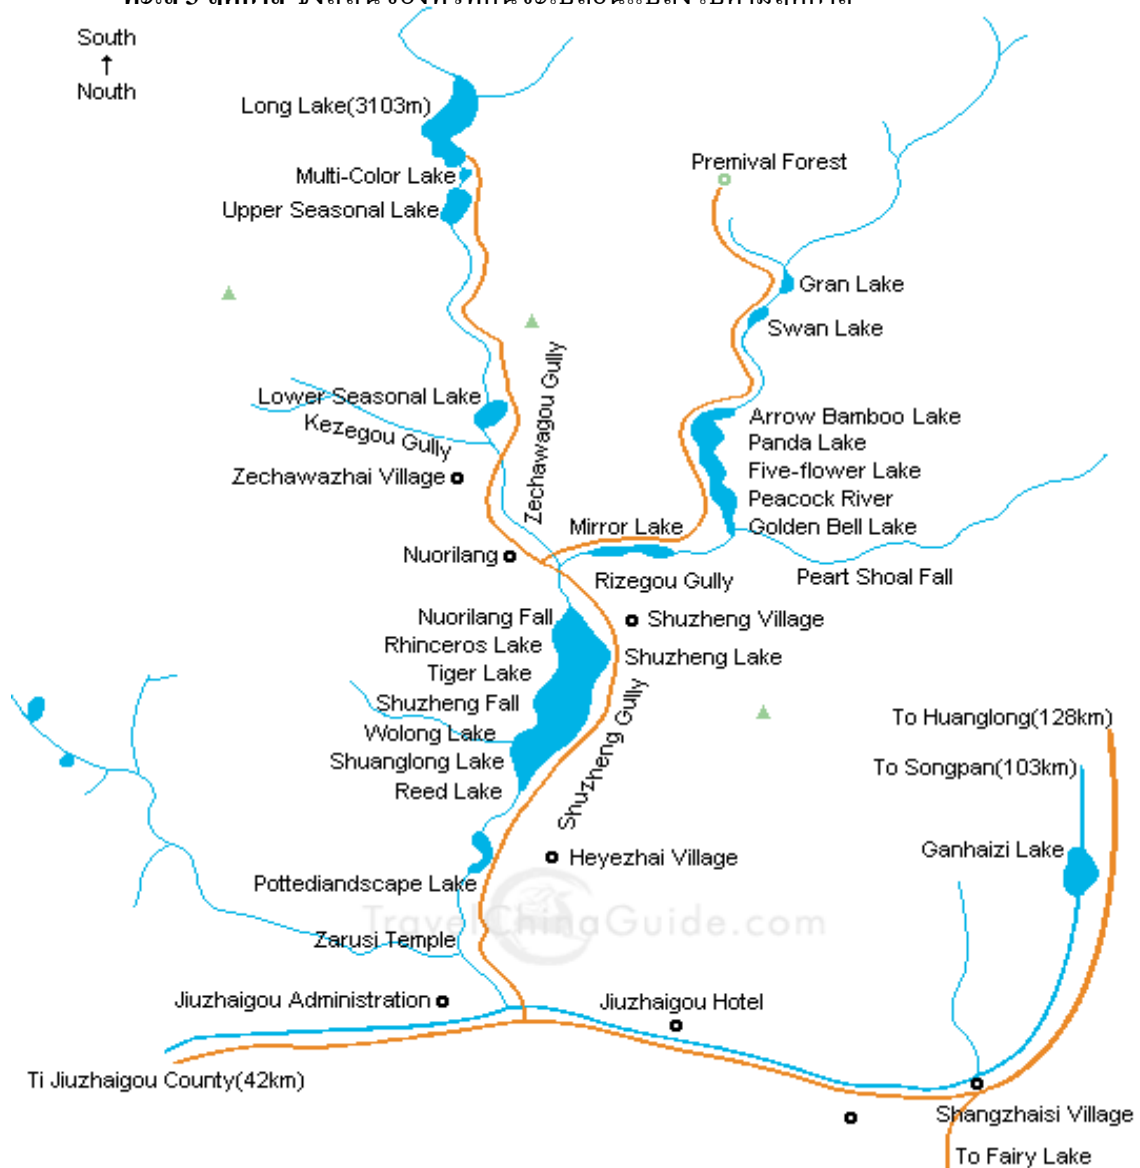 South
↑
Nouth
Long Lake(3103m)
Multi-Color Lake
Upper Seasonal Lake
Premival Forest
Gran Lake
Swan Lake
Zechawagou Gully
Lower Seasonal Lake
Kezegou Gully
Zechawazhai Village
Arrow Bamboo Lake
Panda Lake
Five-flower Lake
Peacock River
Golden Bell Lake
Mirror Lake
Nuorilang
Rizegou Gully
Peart Shoal Fall
Nuorilang Fall
Rhinceros Lake
Tiger Lake
Shuzheng Fall
Wolong Lake
Shuanglong Lake
Reed Lake
Shuzheng Village
Shuzheng Lake
Shuzheng Gully
To Huanglong(128km)
To Songpan(103km)
Ganhaizi Lake
Heyezhai Village
Pottediandscape Lake
TravelChinaGuide.com
Zarusi Temple
Jiuzhaigou Administration
Jiuzhaigou Hotel
Ti Jiuzhaigou County(42km)
Shangzhaisi Village
To Fairy Lake